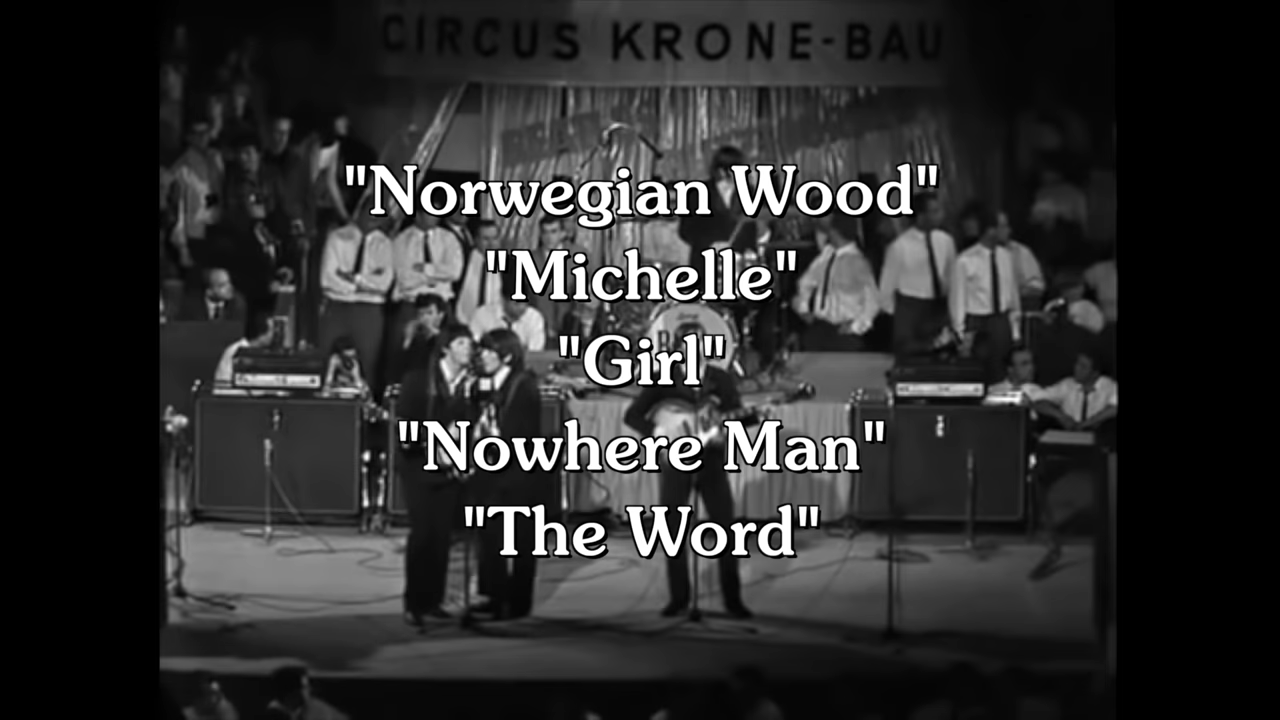 CIRCUS KRONE-BAU
"Norwegian Wood"
"Michelle"
"Girl"
"Nowhere Man"
"The Word"